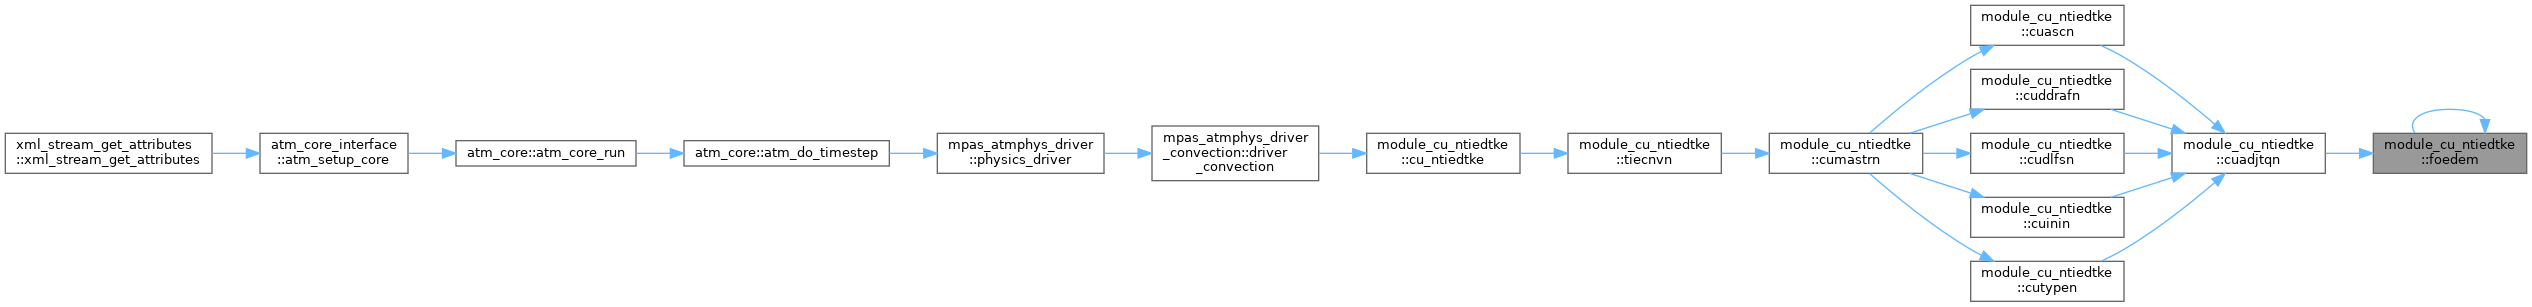 xml_stream_get_attributes
::xml_stream_get_attributes
atm_core_interface
::atm_setup_core
atm_core::atm_core_run
atm_core::atm_do_timestep
mpas_atmphys_driver
::physics_driver
mpas_atmphys_driver
_convection::driver
_convection
module_cu_ntiedtke
::cu_ntiedtke
module_cu_ntiedtke
::tiecnvn
module_cu_ntiedtke
::cumastrn
module_cu_ntiedtke
::cuascn
module_cu_ntiedtke
::cuddrafn
module_cu_ntiedtke
::cudlfsn
module_cu_ntiedtke
::cuinin
module_cu_ntiedtke
::cutypen
module_cu_ntiedtke
::cuadjtqn
module_cu_ntiedtke
::foedem